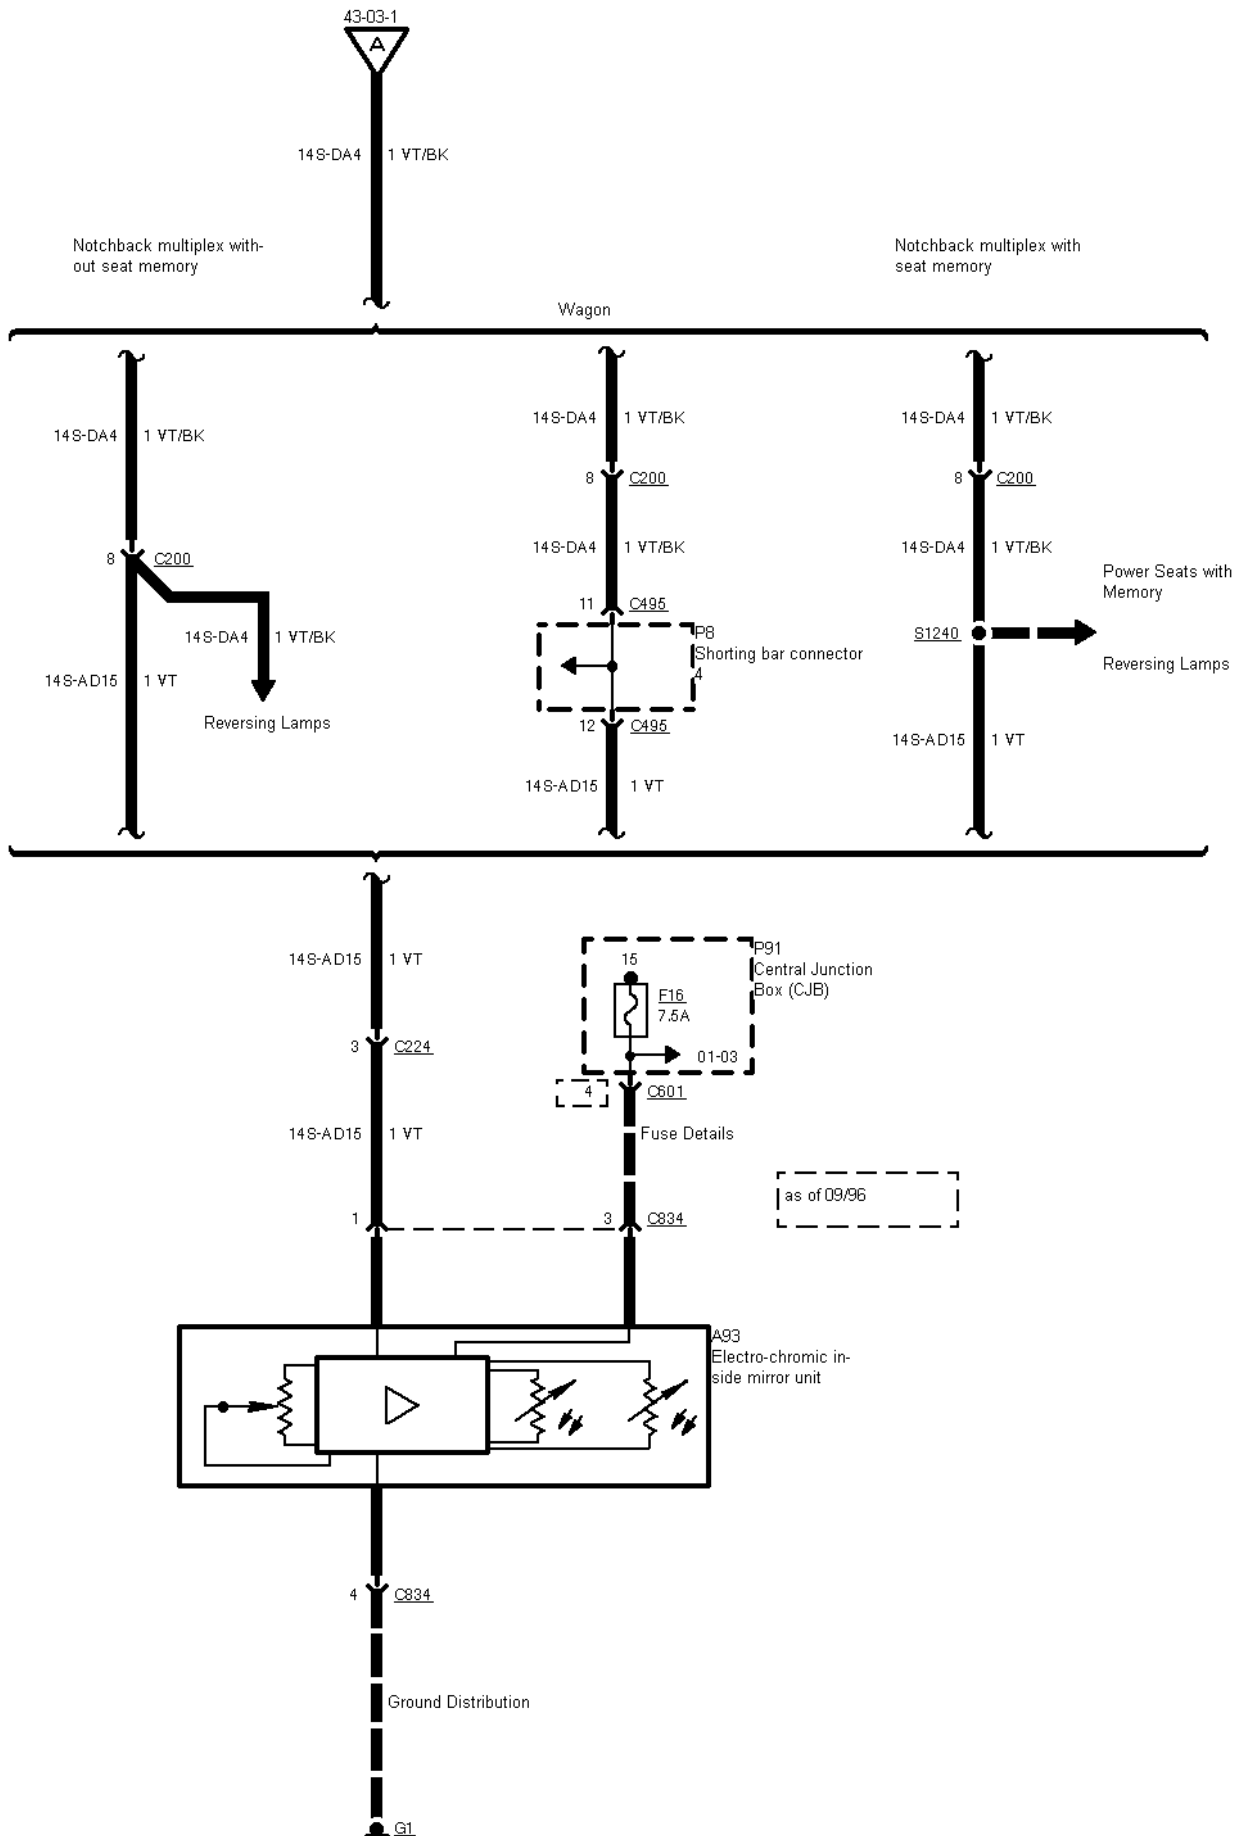 43-03-1
A
14S-DA4 1 VT/BK
Notchback multiplex with-
out seat memory
Notchback multiplex with
seat memory
Wagon
14S-DA4 1 VT/BK
8 C200
14S-DA4 1 VT/BK
14S-AD15 1 VT
Reversing Lamps
14S-DA4 1 VT/BK
8 C200
14S-DA4 1 VT/BK
11 C495
P8
Shorting bar connector
4
12 C495
14S-AD15 1 VT
14S-DA4 1 VT/BK
8 C200
14S-DA4 1 VT/BK
Power Seats with
Memory
S1240
Reversing Lamps
14S-AD15 1 VT
14S-AD15 1 VT
3 C224
14S-AD15 1 VT
1
P91
Central Junction
Box (CJB)
15
F16
7.5A
01-03
4 C601
Fuse Details
as of 09/96
3 C834
A93
Electro-chromic in-
side mirror unit
4 C834
Ground Distribution
G1